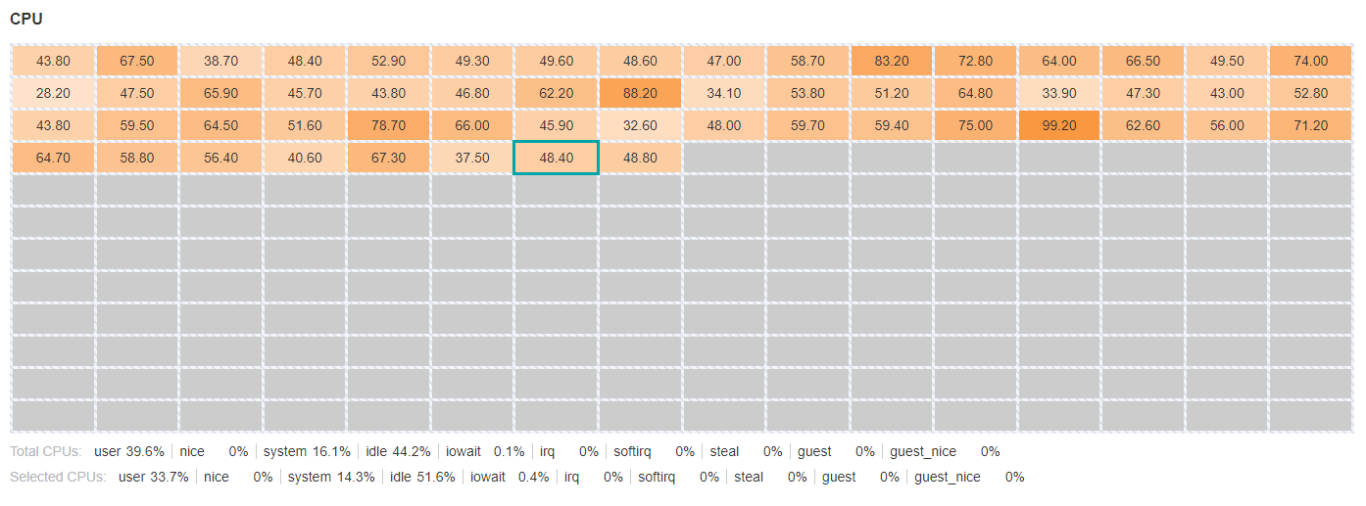 CPU
43.80 67.50 38.70 48.40 52.90 49.30 49.60 48.60 47.00 58.70 83.20 72.80 64.00 66.50 49.50 74.00
28.20 47.50 65.90 45.70 43.80 46.80 62.20 88.20 34.10 53.80 51.20 64.80 33.90 47.30 43.00 52.80
43.80 59.50 64.50 51.60 78.70 66.00 45.90 32.60 48.00 59.70 59.40 75.00 99.20 62.60 56.00 71.20
64.70 58.80 56.40 40.60 67.30 37.50 48.40 48.80
Total CPUs: user 39.6% nice 0% system 16.1% idle 44.2% iowait 0.1% irq 0% softirq 0% steal 0% guest 0% guest_nice 0%
Selected CPUs: user 33.7% nice 0% system 14.3% idle 51.6% iowait 0.4% irq 0% softirq 0% steal 0% guest 0% guest_nice 0%